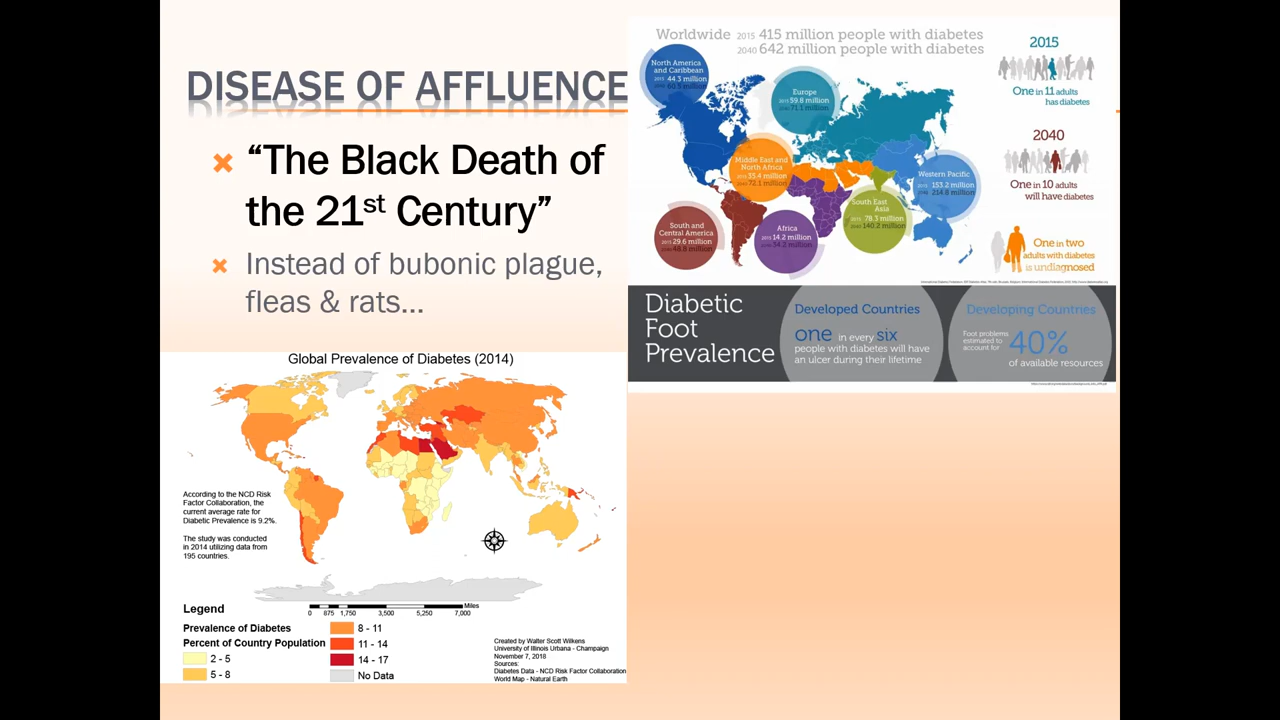 DISEASE OF AFFLUENCE
“The Black Death of
the 21st Century”
Instead of bubonic plague,
fleas & rats...
Worldwide 2015 415 million people with diabetes
2040 642 million people with diabetes
North America
and Caribbean
2015 44.3 million
2040 60.5 million
Europe
2015 59.8 million
2040 71.1 million
Middle East and
North Africa
2015 35.4 million
2040 72.1 million
Western Pacific
2015 153.2 million
2040 214.8 million
South and
Central America
2015 29.6 million
2040 48.8 million
Africa
2015 14.2 million
2040 34.2 million
South East
Asia
2015 78.3 million
2040 140.2 million
2015
One in 11 adults
has diabetes
2040
One in 10 adults
will have diabetes
One in two
adults with diabetes
is undiagnosed
Diabetic
Foot
Prevalence
Developed Countries
one in every six
people with diabetes will have
an ulcer during their lifetime
Developing Countries
Foot problems
estimated to
account for
40%
of available resources
Global Prevalence of Diabetes (2014)
According to the NCD Risk
Factor Collaboration, the
current average rate for
Diabetic Prevalence is 9.2%.
The study was conducted
in 2014 utilizing data from
195 countries.
Miles
0 875 1,750 3,500 5,250 7,000
Legend
Prevalence of Diabetes
Percent of Country Population
2 - 5
5 - 8
8 - 11
11 - 14
14 - 17
No Data
Created by Walter Scott Wilkens
University of Illinois Urbana - Champaign
November 7, 2018
Sources:
Diabetes Data - NCD Risk Factor Collaboration
World Map - Natural Earth